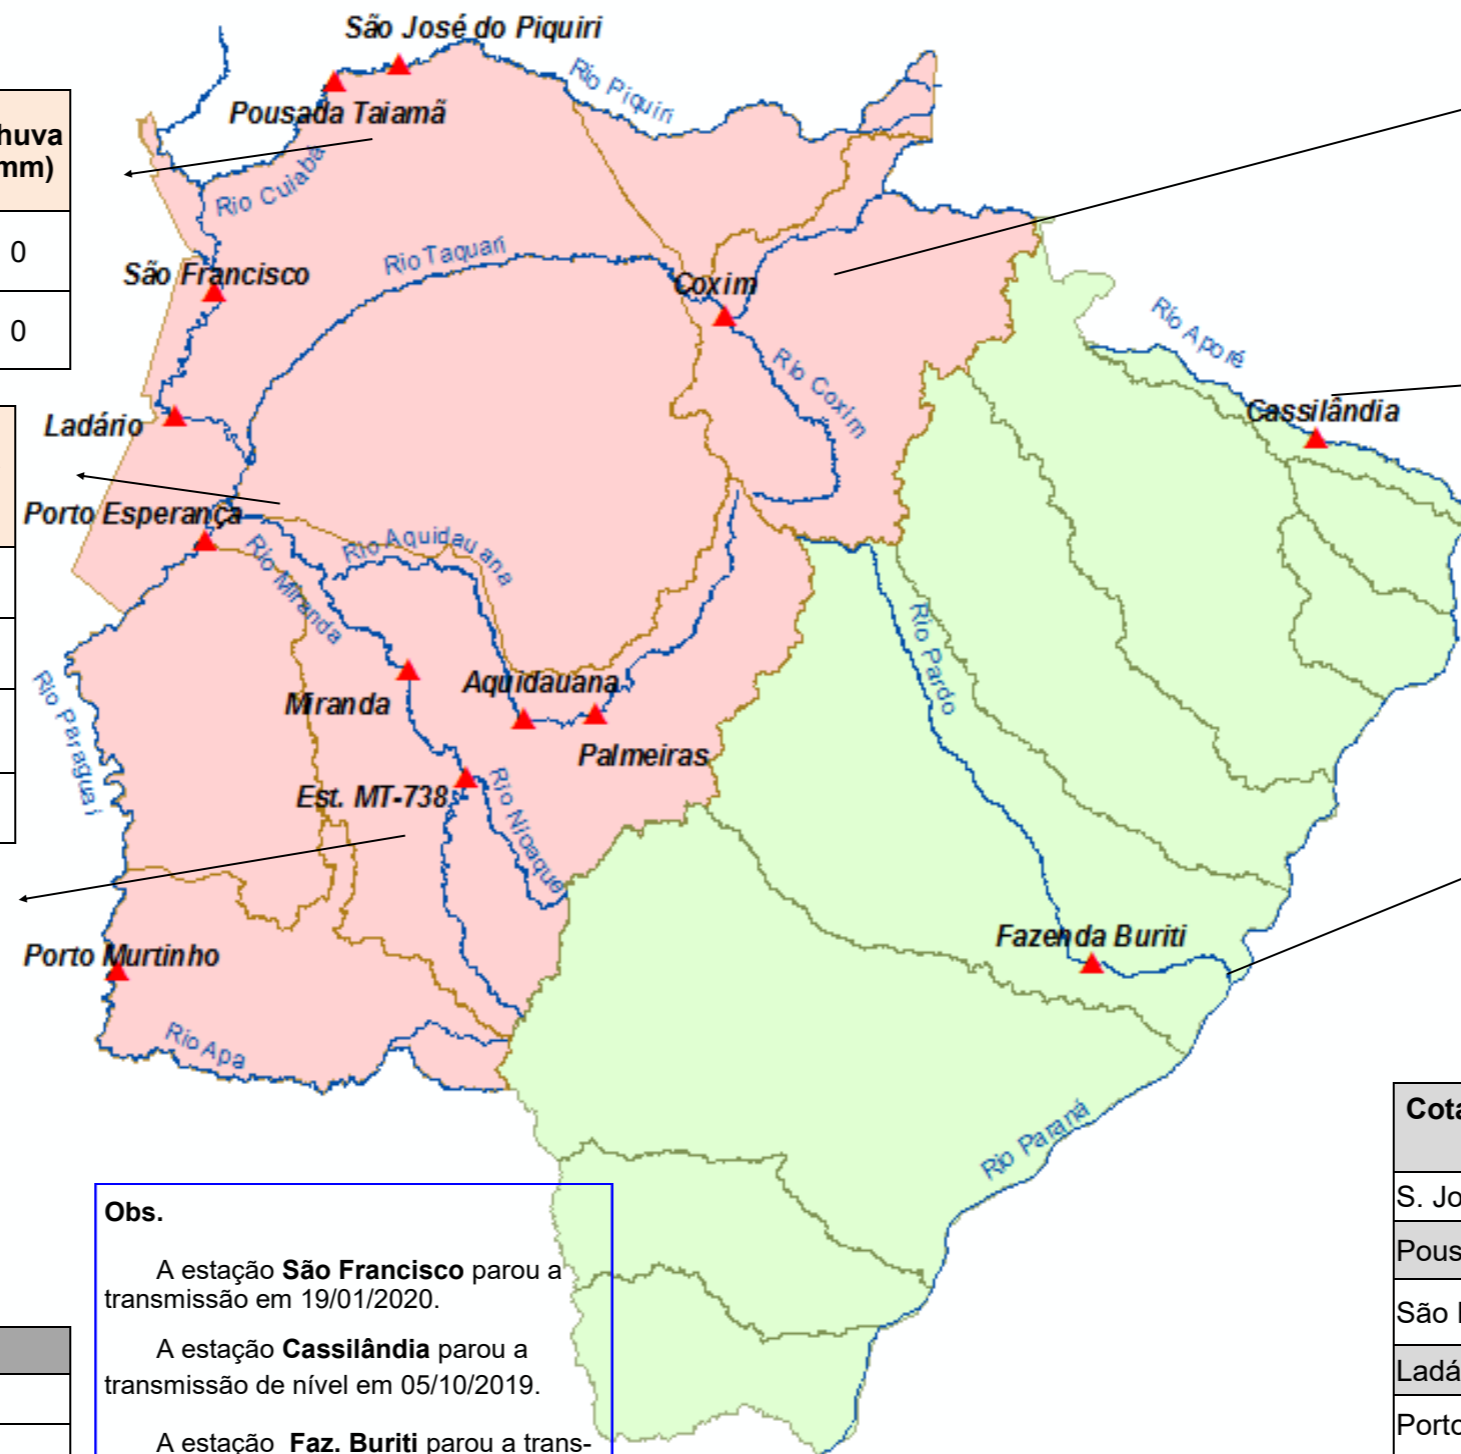 São José do Piquiri
Rio Piquiri
Pousada Taiamã
huva
mm)
Rio Cuiabá
0
Rio Taquari
São Francisco
Coxim
0
Rio Aporé
Rio Coxim
Cassilândia
Ladário
Porto Esperança
Rio Aquidauana
Rio Miranda
Rio Pardo
Rio Paraguai
Aquidauana
Miranda
Palmeiras
Est. MT-738
Rio Nioaque
Fazenda Buriti
Porto Murtinho
Rio Apa
Rio Paraná
Cota
S. Jo
Pous
São
Ladá
Porto
Obs.
A estação São Francisco parou a
transmissão em 19/01/2020.
A estação Cassilândia parou a
transmissão de nível em 05/10/2019.
A estação Faz. Buriti parou a trans-